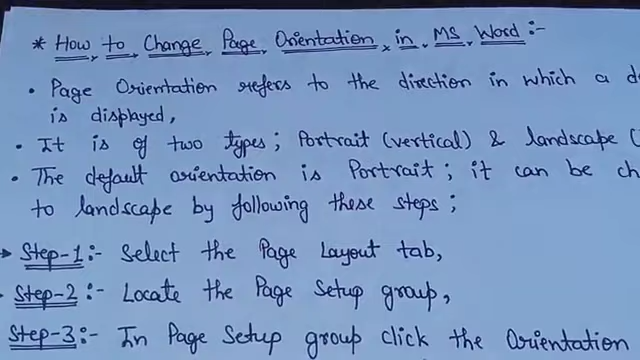 * How to Change Page Orientation in MS Word :-
• Page Orientation refers to the direction in which a
is displayed,
• It is of two types; Portrait (vertical) & landscape (
• The default orientation is Portrait; it can be ch
to landscape by following these steps;
→ Step-1:- Select the Page Layout tab,
Step-2:- Locate the Page Setup group,
Step-3:- In Page Setup group click the Orientation